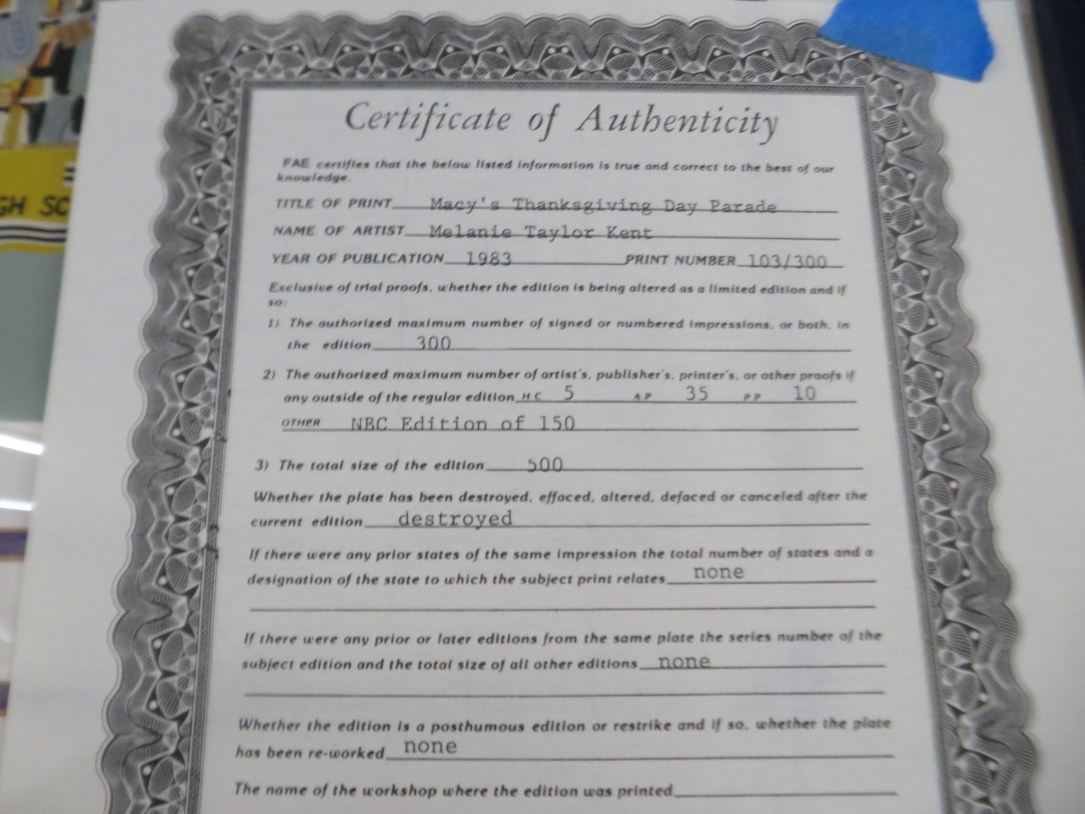 GH SC
Certificate of Authenticity
FAE certifies that the below listed information is true and correct to the best of our
knowledge.
TITLE OF PRINT Macy's Thanksgiving Day Parade
NAME OF ARTIST Melanie Taylor Kent
YEAR OF PUBLICATION 1983 PRINT NUMBER 103/300
Exclusive of trial proofs, whether the edition is being altered as a limited edition and if
so:
1) The authorized maximum number of signed or numbered impressions, or both, in
the edition 300
2) The authorized maximum number of artist's, publisher's, printer's, or other proofs if
any outside of the regular edition HC 5 AP 35 PP 10
OTHER NBC Edition of 150
3) The total size of the edition 500
Whether the plate has been destroyed, effaced, altered, defaced or canceled after the
current edition destroyed
If there were any prior states of the same impression the total number of states and a
designation of the state to which the subject print relates none
If there were any prior or later editions from the same plate the series number of the
subject edition and the total size of all other editions none
Whether the edition is a posthumous edition or restrike and if so, whether the plate
has been re-worked none
The name of the workshop where the edition was printed